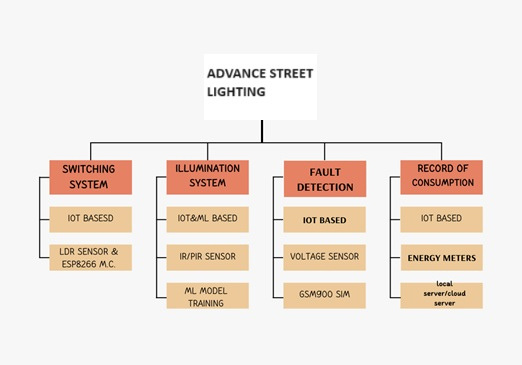 ADVANCE STREET
LIGHTING
SWITCHING
SYSTEM
IOT BASESD
LDR SENSOR &
ESP8266 M.C.
ILLUMINATION
SYSTEM
IOT&ML BASED
IR/PIR SENSOR
ML MODEL
TRAINING
FAULT
DETECTION
IOT BASED
VOLTAGE SENSOR
GSM900 SIM
RECORD OF
CONSUMPTION
IOT BASED
ENERGY METERS
local
server/cloud
server